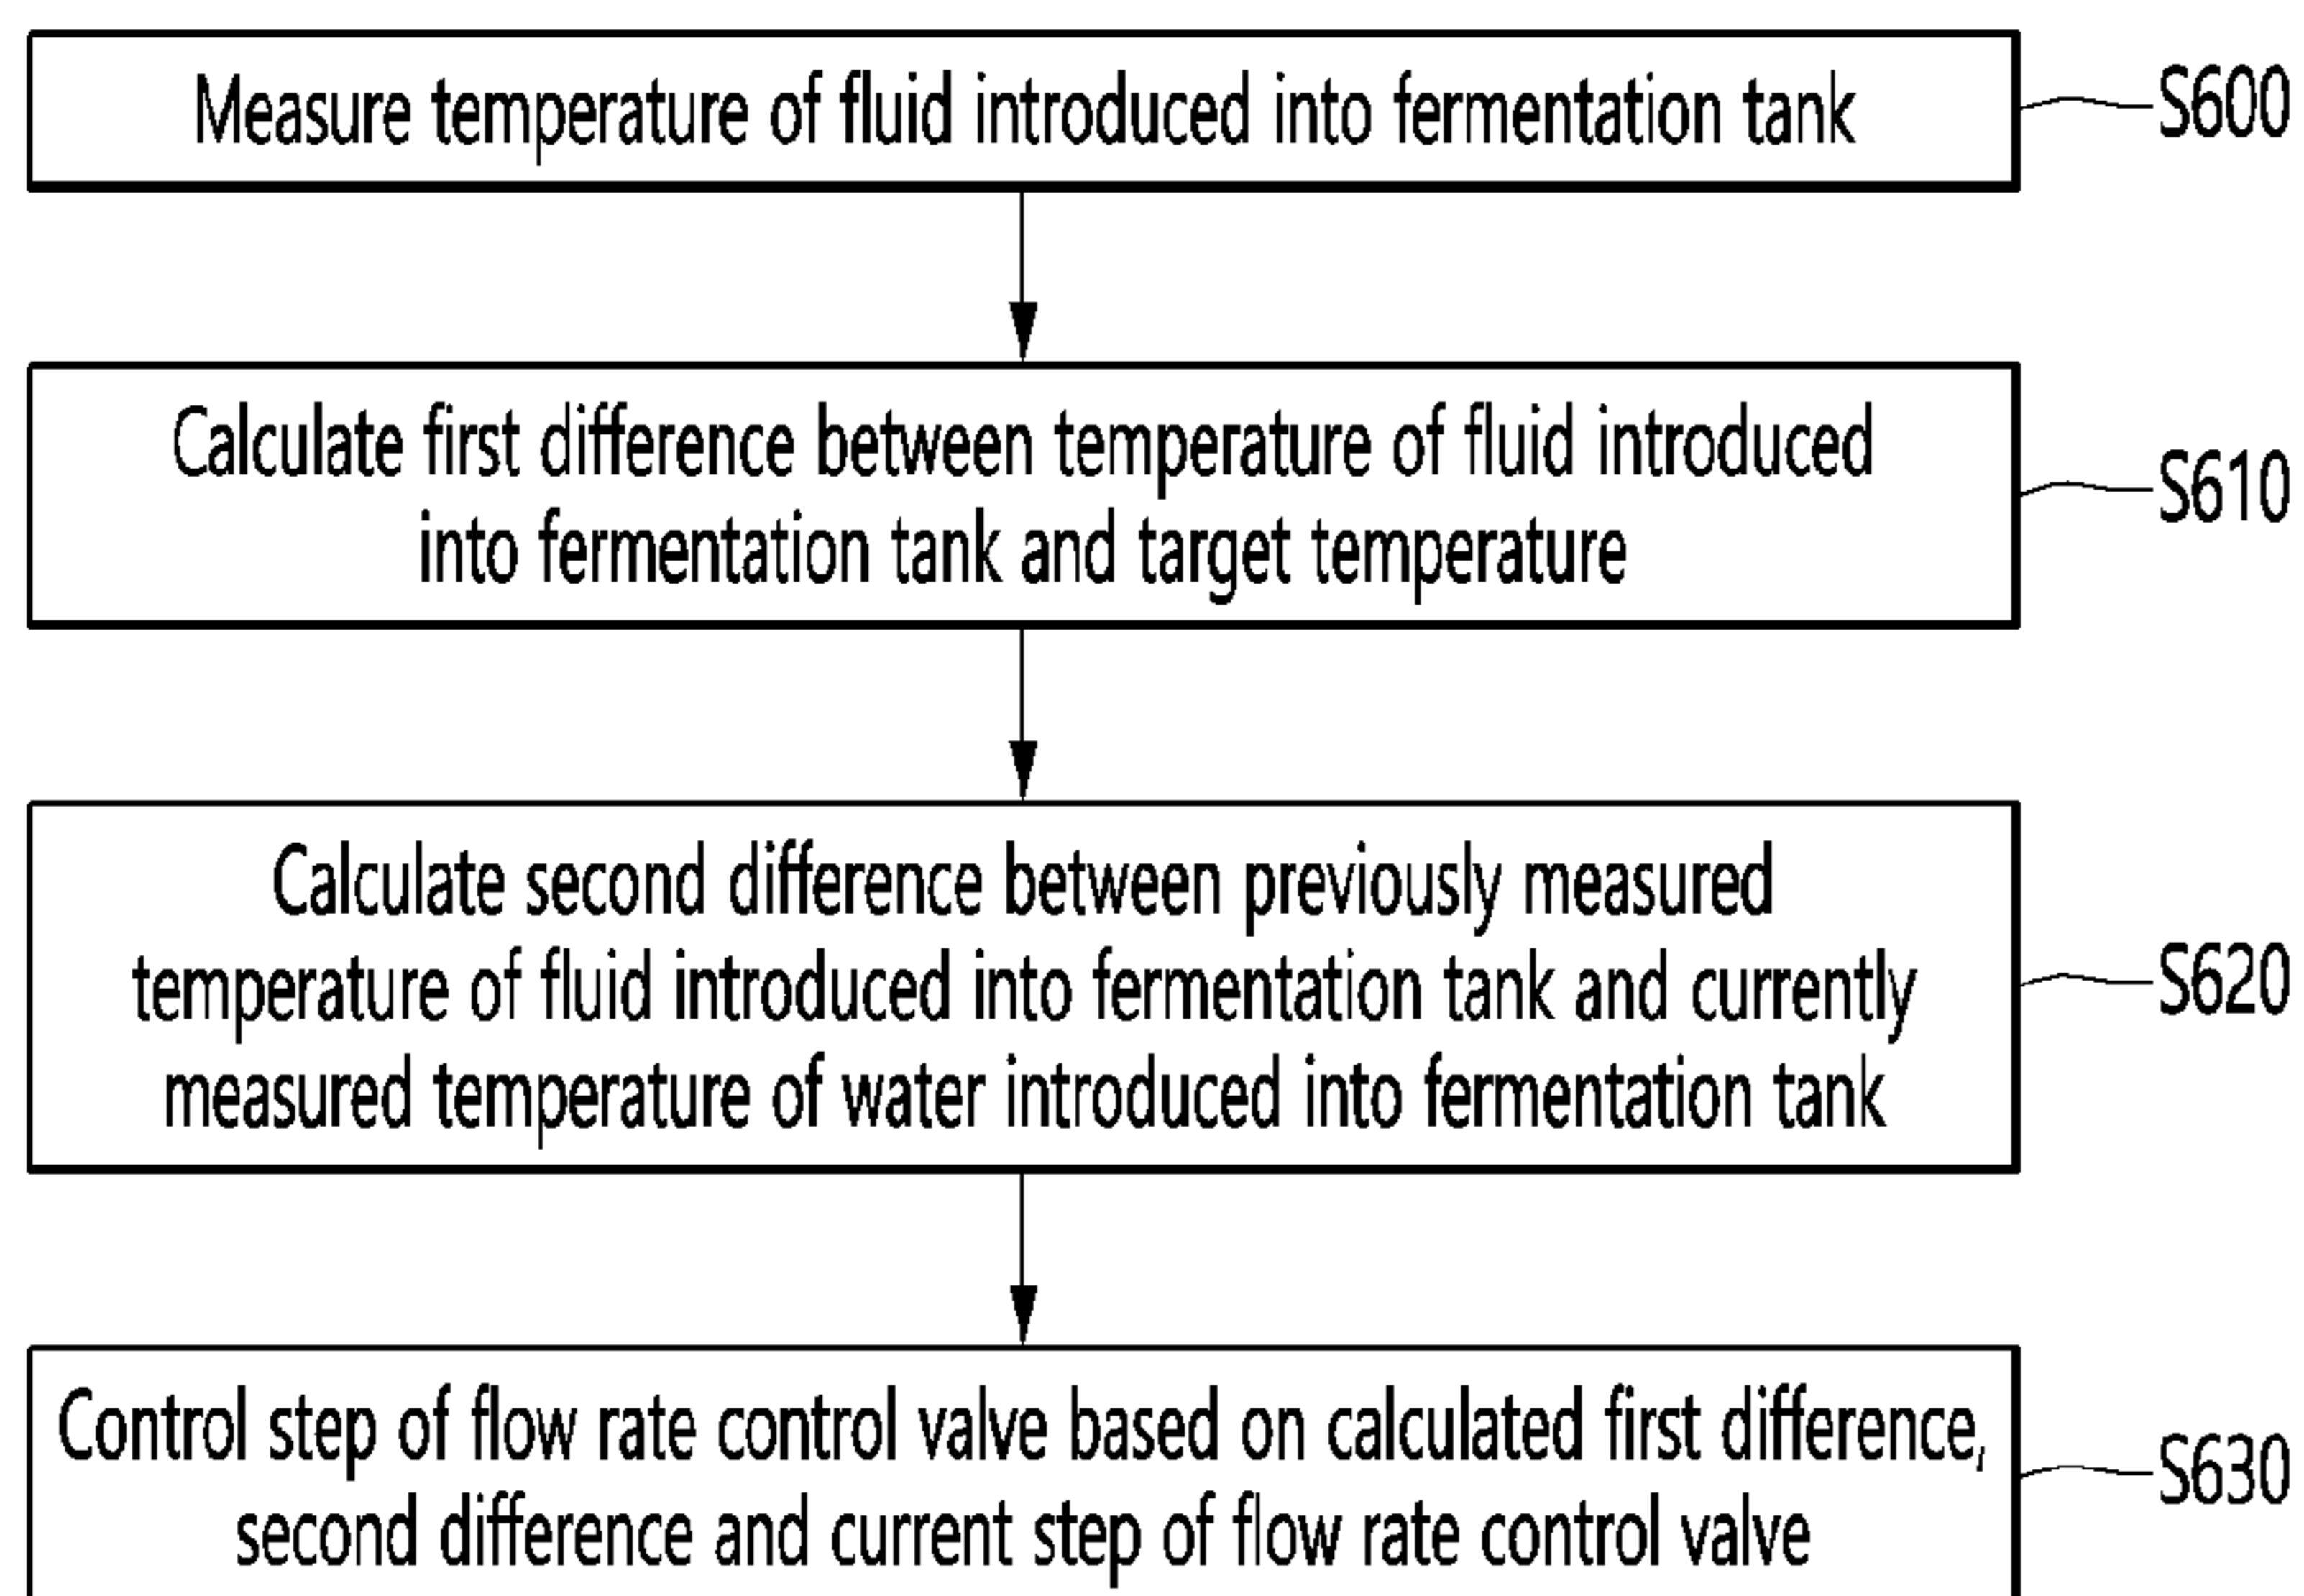 Measure temperature of fluid introduced into fermentation tank
S600
Calculate first difference between temperature of fluid introduced
into fermentation tank and target temperature
S610
Calculate second difference between previously measured
temperature of fluid introduced into fermentation tank and currently
measured temperature of water introduced into fermentation tank
S620
Control step of flow rate control valve based on calculated first difference,
second difference and current step of flow rate control valve
S630